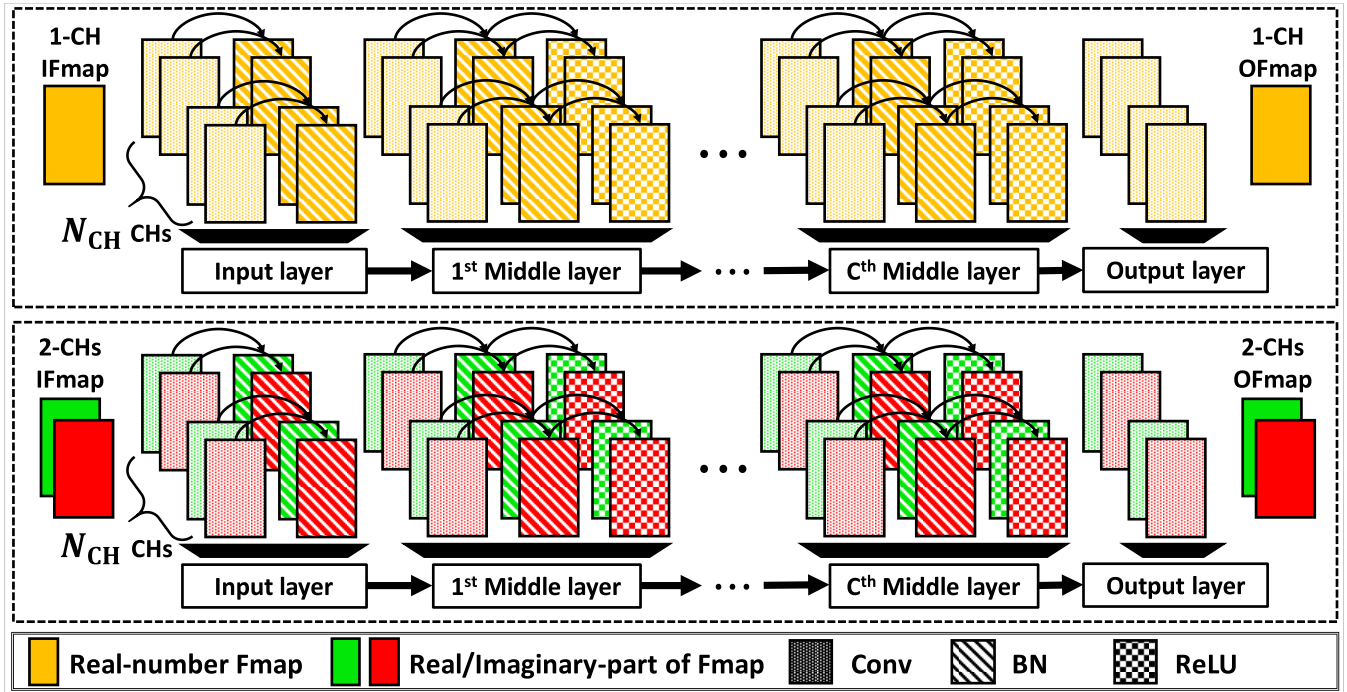 1-CH
IFmap
1-CH
OFmap
N_CH CHs
Input layer
1st Middle layer
...
Cth Middle layer
Output layer
2-CHs
IFmap
2-CHs
OFmap
N_CH CHs
Input layer
1st Middle layer
...
Cth Middle layer
Output layer
Real-number Fmap
Real/Imaginary-part of Fmap
Conv
BN
ReLU